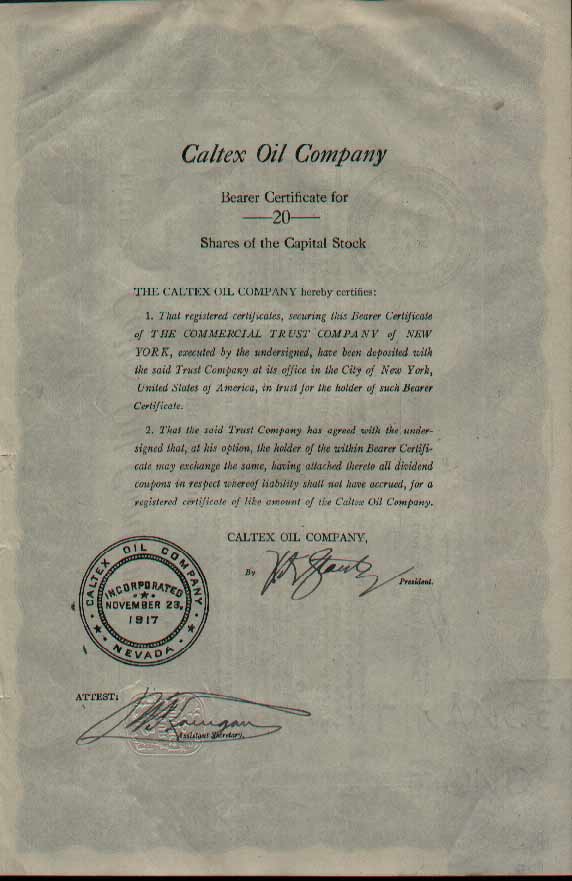 Caltex Oil Company
Bearer Certificate for
—20—
Shares of the Capital Stock
THE CALTEX OIL COMPANY hereby certifies:
1. That registered certificates, securing this Bearer Certificate
of THE COMMERCIAL TRUST COMPANY of NEW
YORK, executed by the undersigned, have been deposited with
the said Trust Company at its office in the City of New York,
United States of America, in trust for the holder of such Bearer
Certificate.
2. That the said Trust Company has agreed with the under-
signed that, at his option, the holder of the within Bearer Certifi-
cate may exchange the same, having attached thereto all dividend
coupons in respect whereof liability shall not have accrued, for a
registered certificate of like amount of the Caltex Oil Company.
CALTEX OIL COMPANY,
By
President.
CALTEX OIL COMPANY
INCORPORATED
NOVEMBER 23,
1917
NEVADA
ATTEST:
Assistant Secretary.